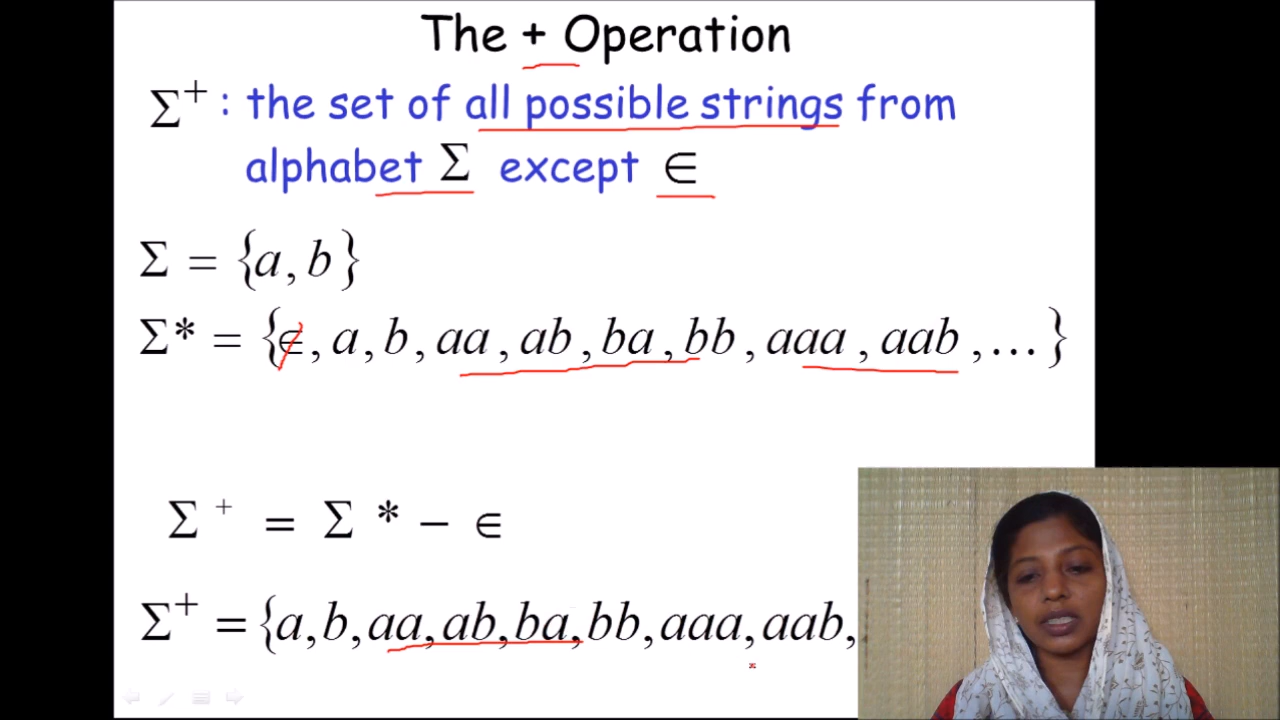 The + Operation
Σ⁺ : the set of all possible strings from
alphabet Σ except ∈
Σ = {a, b}
Σ* = {∈, a, b, aa, ab, ba, bb, aaa, aab, …}
Σ ⁺ = Σ * − ∈
Σ⁺ = {a, b, aa, ab, ba, bb, aaa, aab,